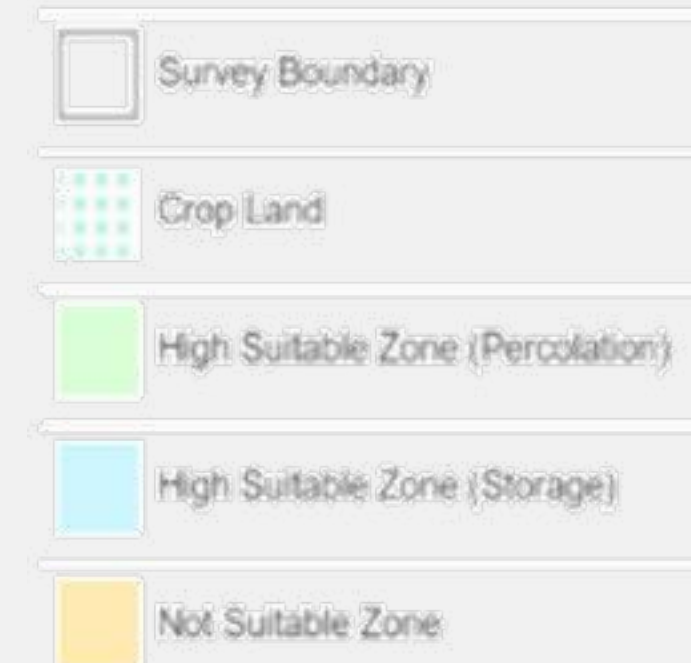 Survey Boundary
Crop Land
High Suitable Zone (Percolation)
High Suitable Zone (Storage)
Not Suitable Zone